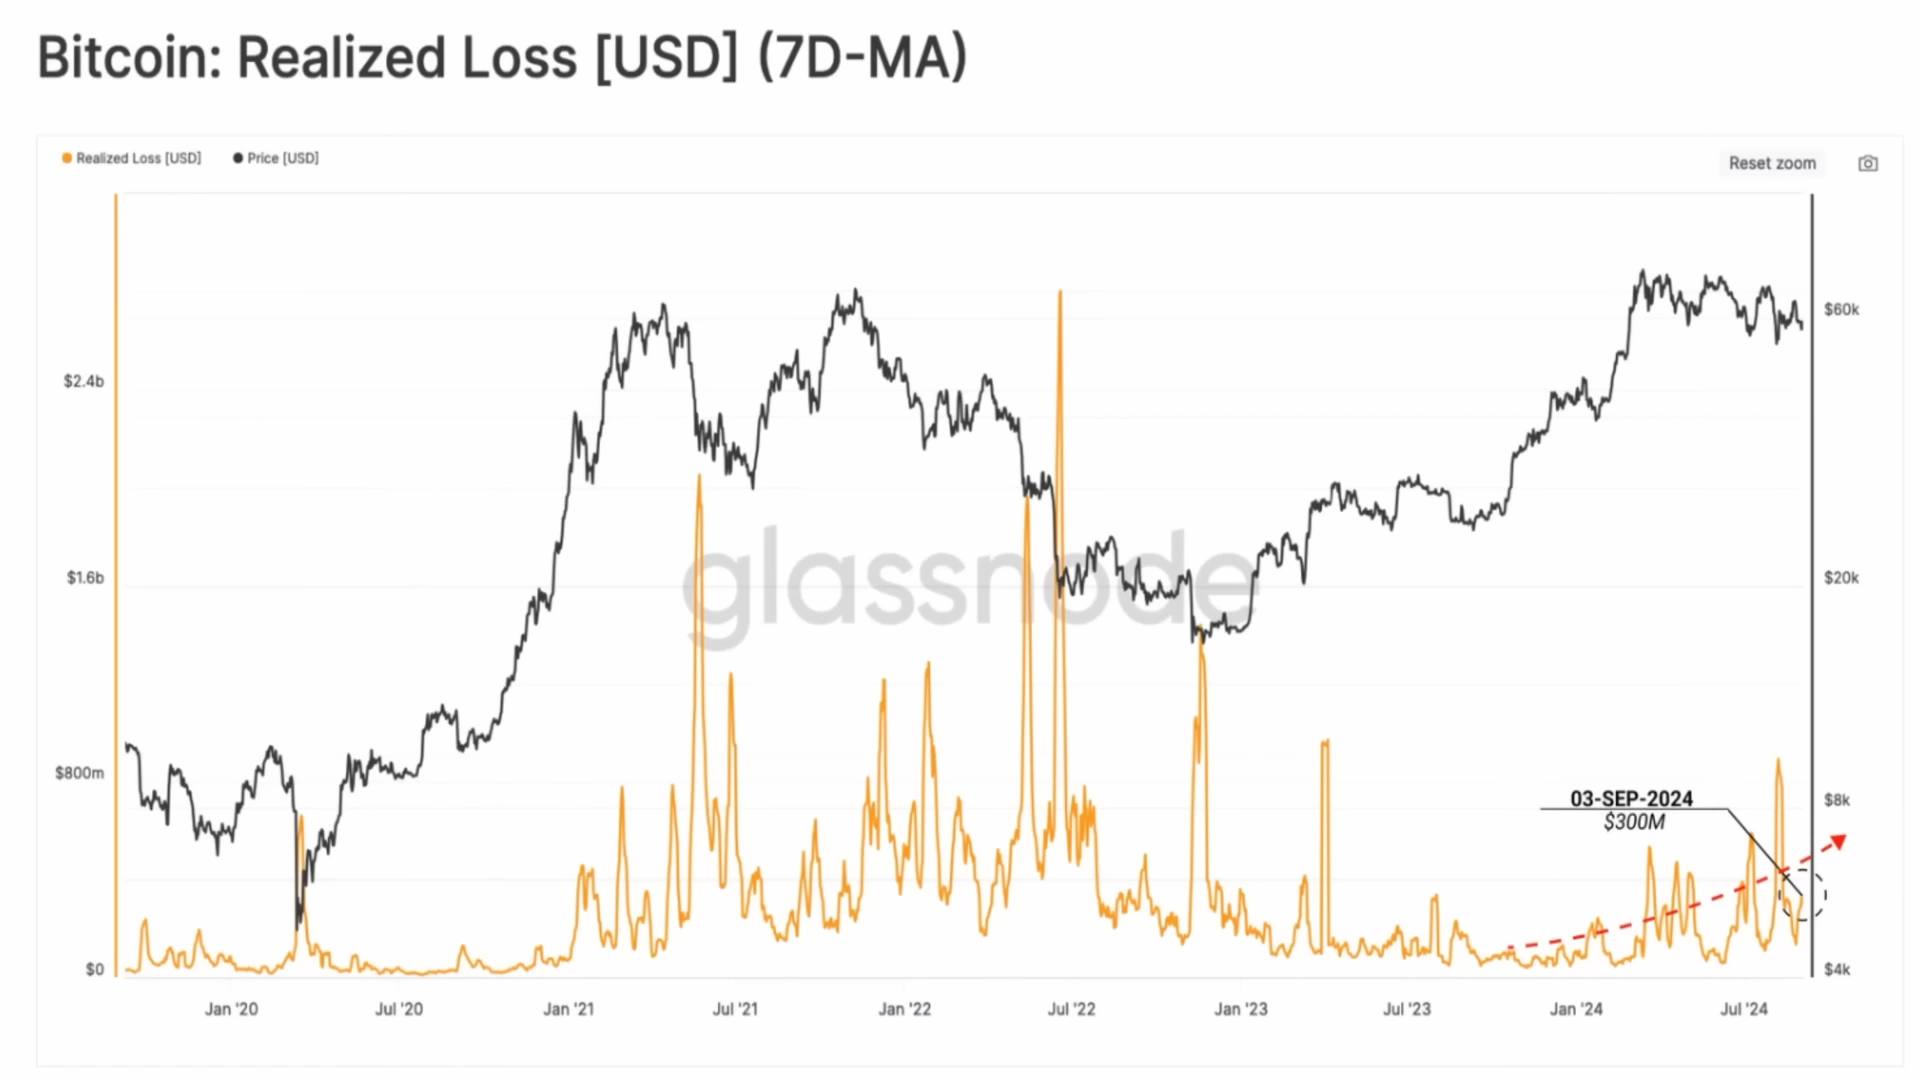 Bitcoin: Realized Loss [USD] (7D-MA)
Realized Loss [USD] Price [USD]
Reset zoom
$2.4b
$1.6b
$800m
$0
$60k
$20k
$8k
$4k
glassnode
03-SEP-2024
$300M
Jan '20 Jul '20 Jan '21 Jul '21 Jan '22 Jul '22 Jan '23 Jul '23 Jan '24 Jul '24